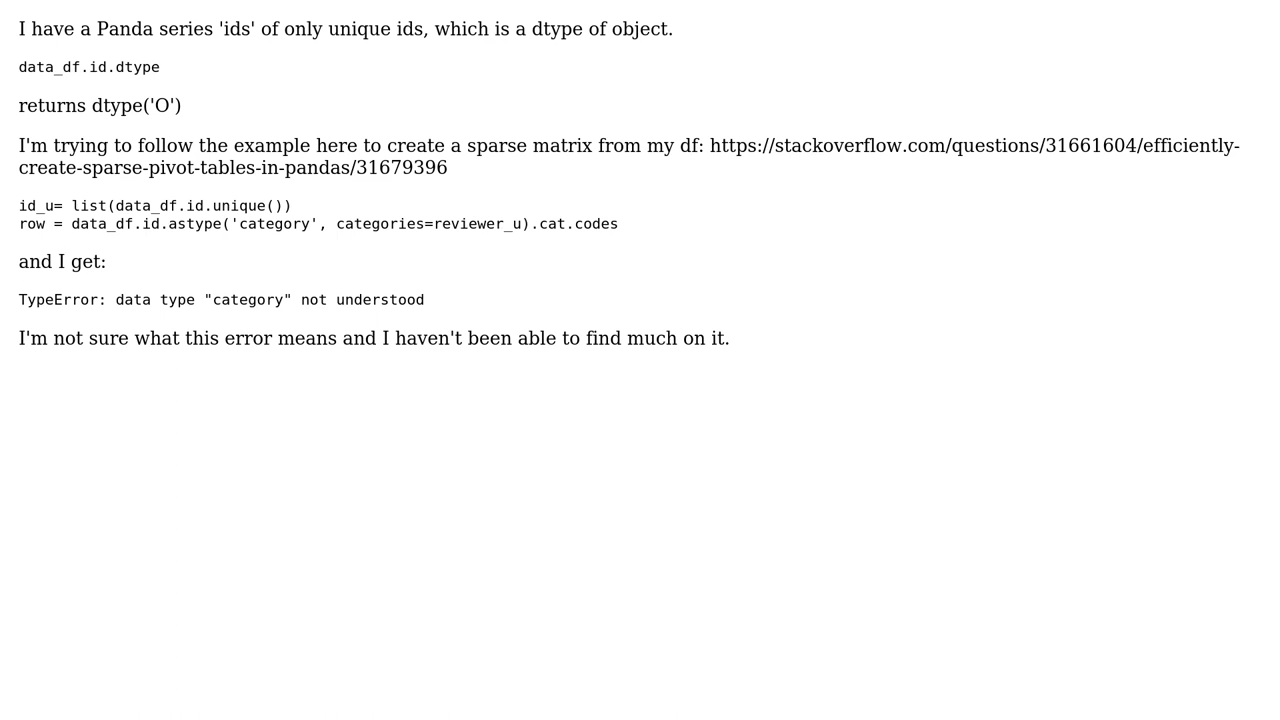 I have a Panda series 'ids' of only unique ids, which is a dtype of object.
data_df.id.dtype
returns dtype('O')
I'm trying to follow the example here to create a sparse matrix from my df: https://stackoverflow.com/questions/31661604/efficiently-
create-sparse-pivot-tables-in-pandas/31679396
id_u= list(data_df.id.unique())
row = data_df.id.astype('category', categories=reviewer_u).cat.codes
and I get:
TypeError: data type "category" not understood
I'm not sure what this error means and I haven't been able to find much on it.